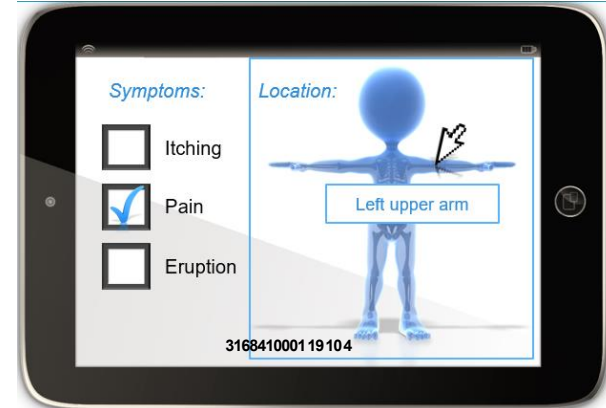 Symptoms:
Location:
Itching
Pain
Left upper arm
Eruption
316841000119104